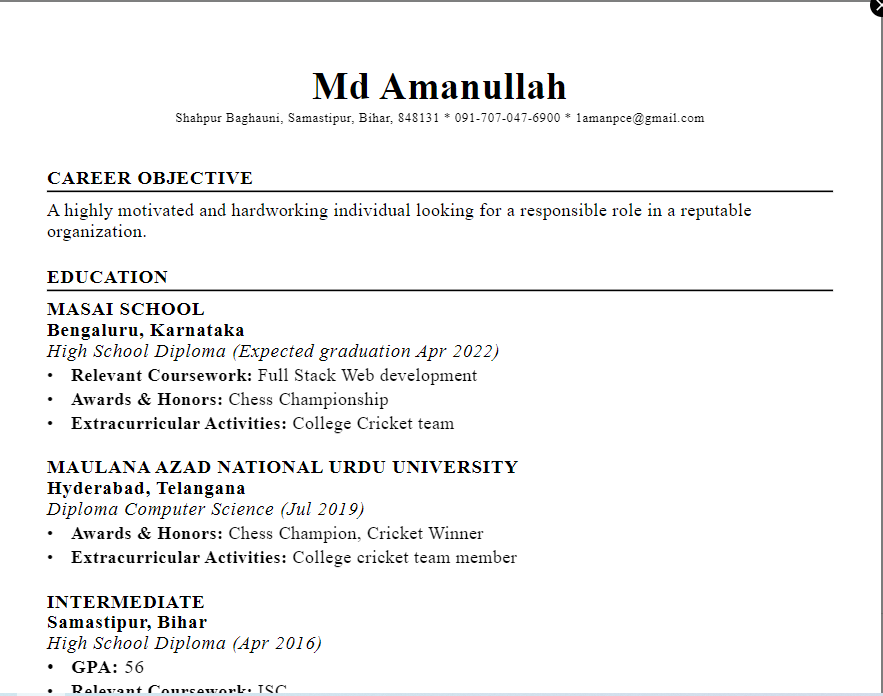 Md Amanullah
Shahpur Baghauni, Samastipur, Bihar, 848131 * 091-707-047-6900 * 1amanpce@gmail.com
CAREER OBJECTIVE
A highly motivated and hardworking individual looking for a responsible role in a reputable
organization.
EDUCATION
MASAI SCHOOL
Bengaluru, Karnataka
High School Diploma (Expected graduation Apr 2022)
• Relevant Coursework: Full Stack Web development
• Awards & Honors: Chess Championship
• Extracurricular Activities: College Cricket team
MAULANA AZAD NATIONAL URDU UNIVERSITY
Hyderabad, Telangana
Diploma Computer Science (Jul 2019)
• Awards & Honors: Chess Champion, Cricket Winner
• Extracurricular Activities: College cricket team member
INTERMEDIATE
Samastipur, Bihar
High School Diploma (Apr 2016)
• GPA: 56
• Relevant Coursework: ISC